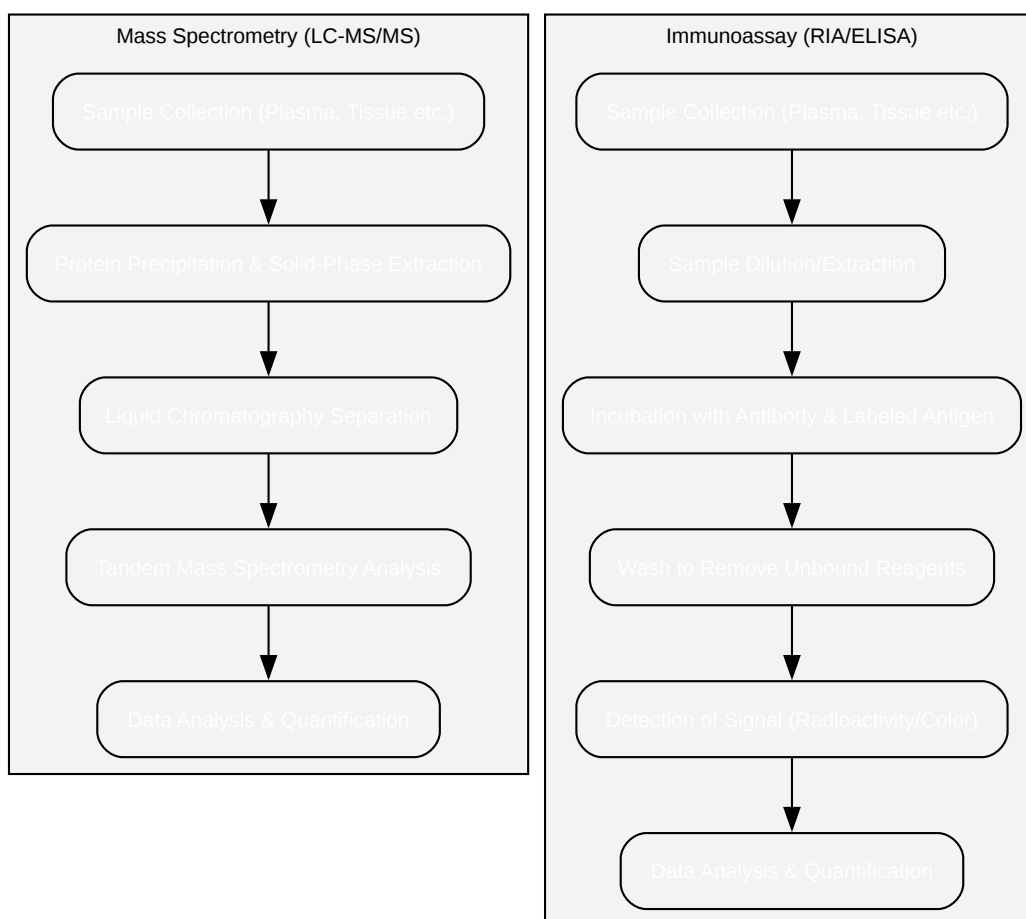 Mass Spectrometry (LC-MS/MS)
Sample Collection (Plasma, Tissue etc.)
Protein Precipitation & Solid-Phase Extraction
Liquid Chromatography Separation
Tandem Mass Spectrometry Analysis
Data Analysis & Quantification
Immunoassay (RIA/ELISA)
Sample Collection (Plasma, Tissue etc.)
Sample Dilution/Extraction
Incubation with Antibody & Labeled Antigen
Wash to Remove Unbound Reagents
Detection of Signal (Radioactivity/Color)
Data Analysis & Quantification